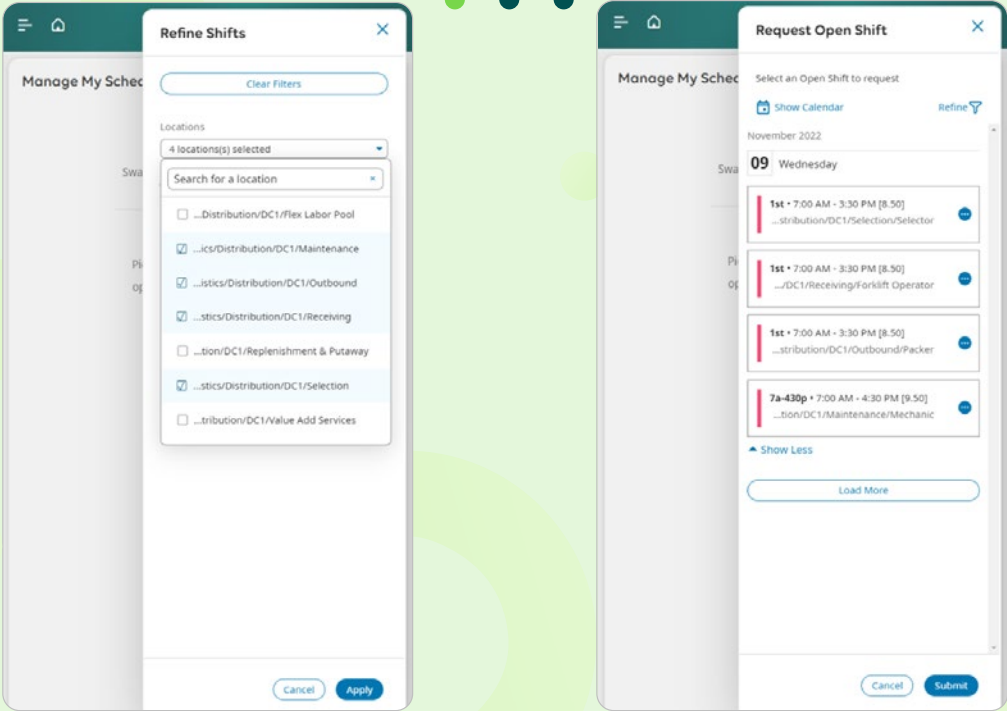 Refine Shifts
Manage My Sched
Clear Filters
Locations
4 locations(s) selected
Search for a location
Swa
...Distribution/DC1/Flex Labor Pool
...ics/Distribution/DC1/Maintenance
Pi
...istics/Distribution/DC1/Outbound
op
...stics/Distribution/DC1/Receiving
...tion/DC1/Replenishment & Putaway
...stics/Distribution/DC1/Selection
...tribution/DC1/Value Add Services
Cancel
Apply
Request Open Shift
Manage My Sched
Select an Open Shift to request
Show Calendar
Refine
November 2022
Swa
09 Wednesday
1st • 7:00 AM - 3:30 PM [8.50]
...stribution/DC1/Selection/Selector
Pi
1st • 7:00 AM - 3:30 PM [8.50]
op
.../DC1/Receiving/Forklift Operator
1st • 7:00 AM - 3:30 PM [8.50]
...stribution/DC1/Outbound/Packer
7a-430p • 7:00 AM - 4:30 PM [9.50]
...tion/DC1/Maintenance/Mechanic
Show Less
Load More
Cancel
Submit